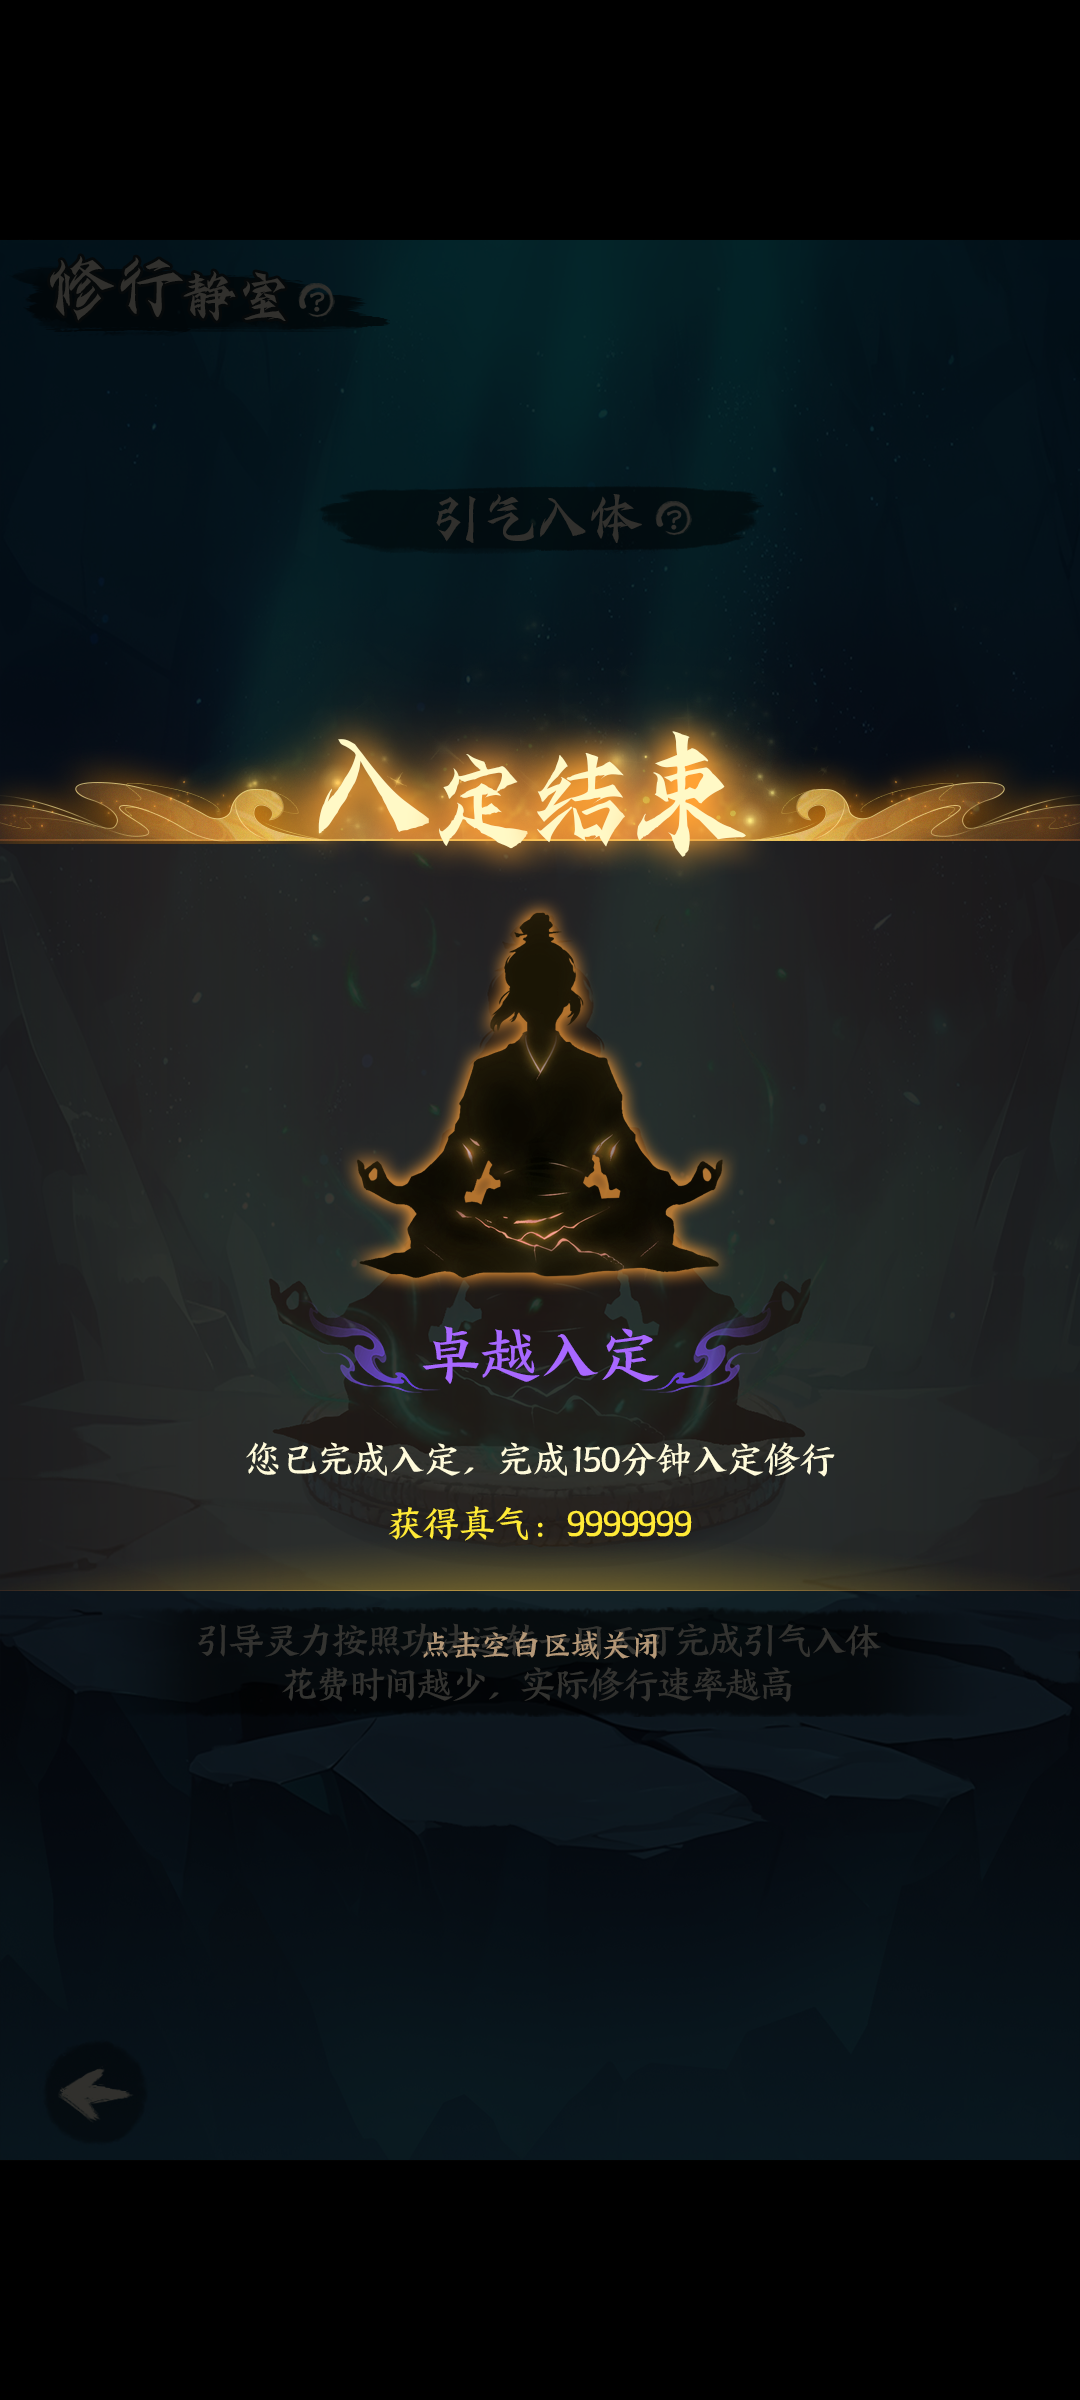 修行静室
引气入体
入定结束
卓越入定
您已完成入定，完成150分钟入定修行
获得真气：9999999
引导灵力按照功 可完成引气入体
点击空白区域关闭
花费时间越少，实际修行速率越高